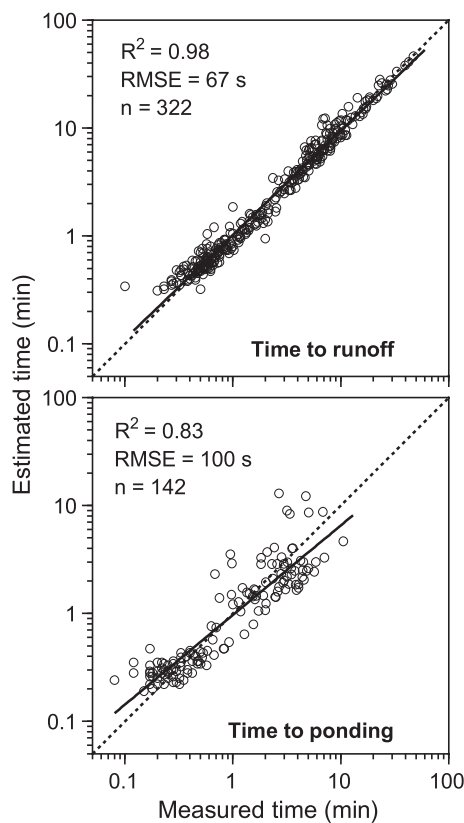 100
R² = 0.98
RMSE = 67 s
n = 322
10
1
0.1
Time to runoff
Estimated time (min)
100
R² = 0.83
RMSE = 100 s
n = 142
10
1
0.1
Time to ponding
0.1 1 10 100
Measured time (min)